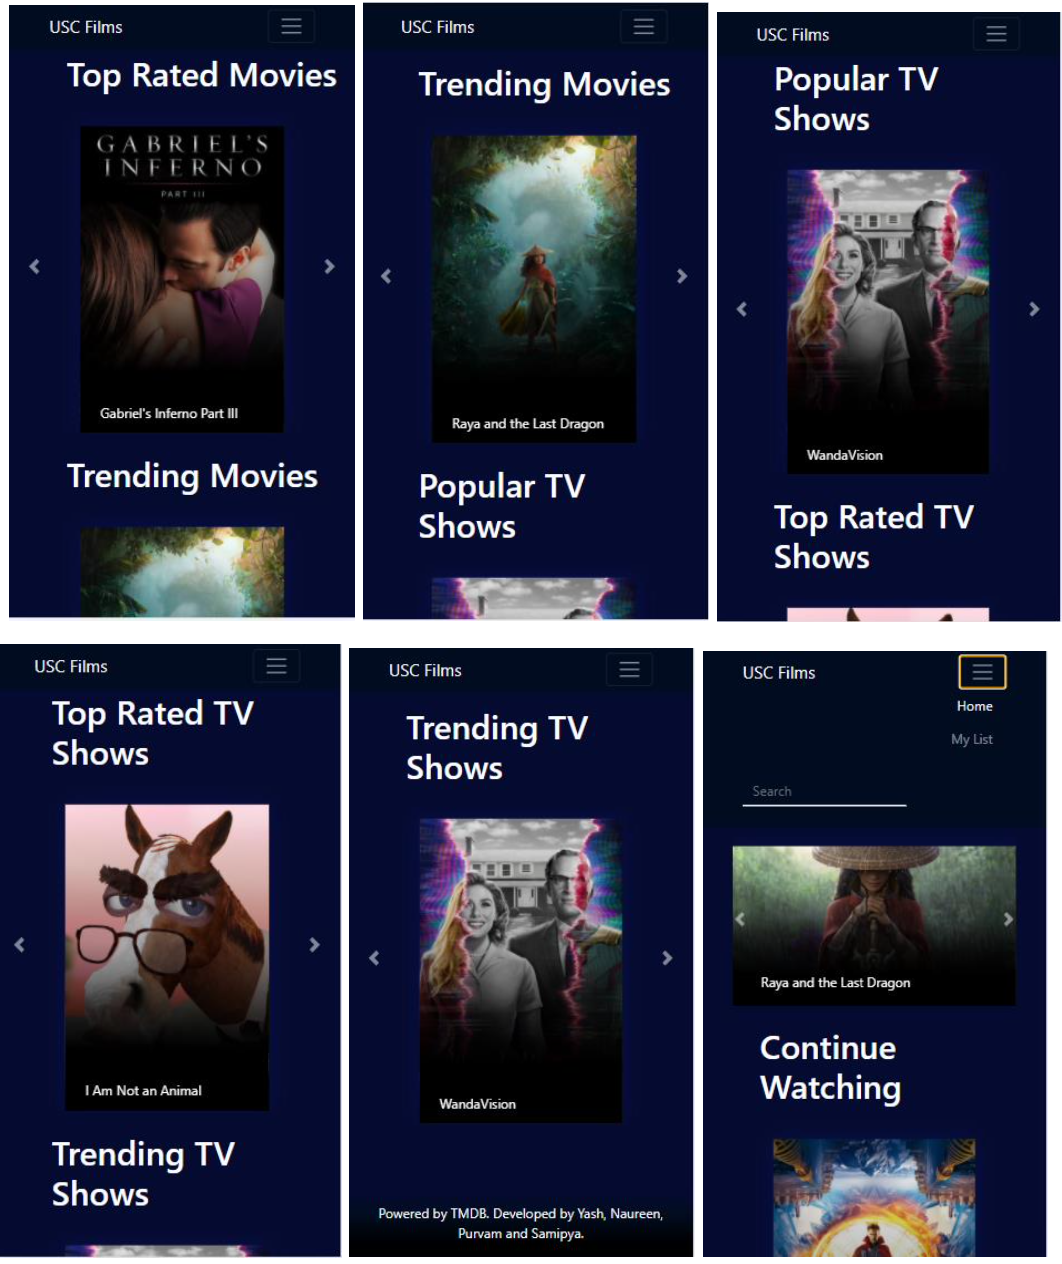 USC Films
Top Rated Movies
GABRIEL'S
INFERNO
PART III
Gabriel's Inferno Part III
Trending Movies
USC Films
Trending Movies
Raya and the Last Dragon
Popular TV
Shows
USC Films
Popular TV
Shows
WandaVision
Top Rated TV
Shows
USC Films
Top Rated TV
Shows
I Am Not an Animal
Trending TV
Shows
USC Films
Trending TV
Shows
WandaVision
Powered by TMDB. Developed by Yash, Naureen,
Purvam and Samipya.
USC Films
Home
My List
Search
Raya and the Last Dragon
Continue
Watching